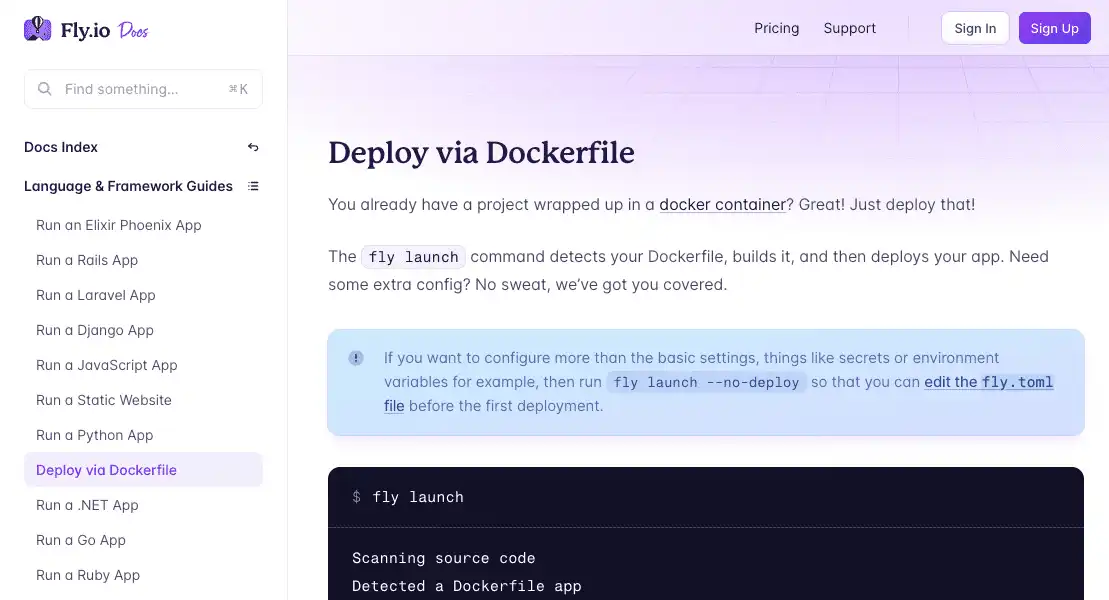 Fly.io Docs
Pricing
Support
Sign In
Sign Up
Find something...
⌘K
Docs Index
Language & Framework Guides
Run an Elixir Phoenix App
Run a Rails App
Run a Laravel App
Run a Django App
Run a JavaScript App
Run a Static Website
Run a Python App
Deploy via Dockerfile
Run a .NET App
Run a Go App
Run a Ruby App
Deploy via Dockerfile
You already have a project wrapped up in a docker container? Great! Just deploy that!
The fly launch command detects your Dockerfile, builds it, and then deploys your app. Need
some extra config? No sweat, we’ve got you covered.
If you want to configure more than the basic settings, things like secrets or environment
variables for example, then run fly launch --no-deploy so that you can edit the fly.toml
file before the first deployment.
$ fly launch
Scanning source code
Detected a Dockerfile app